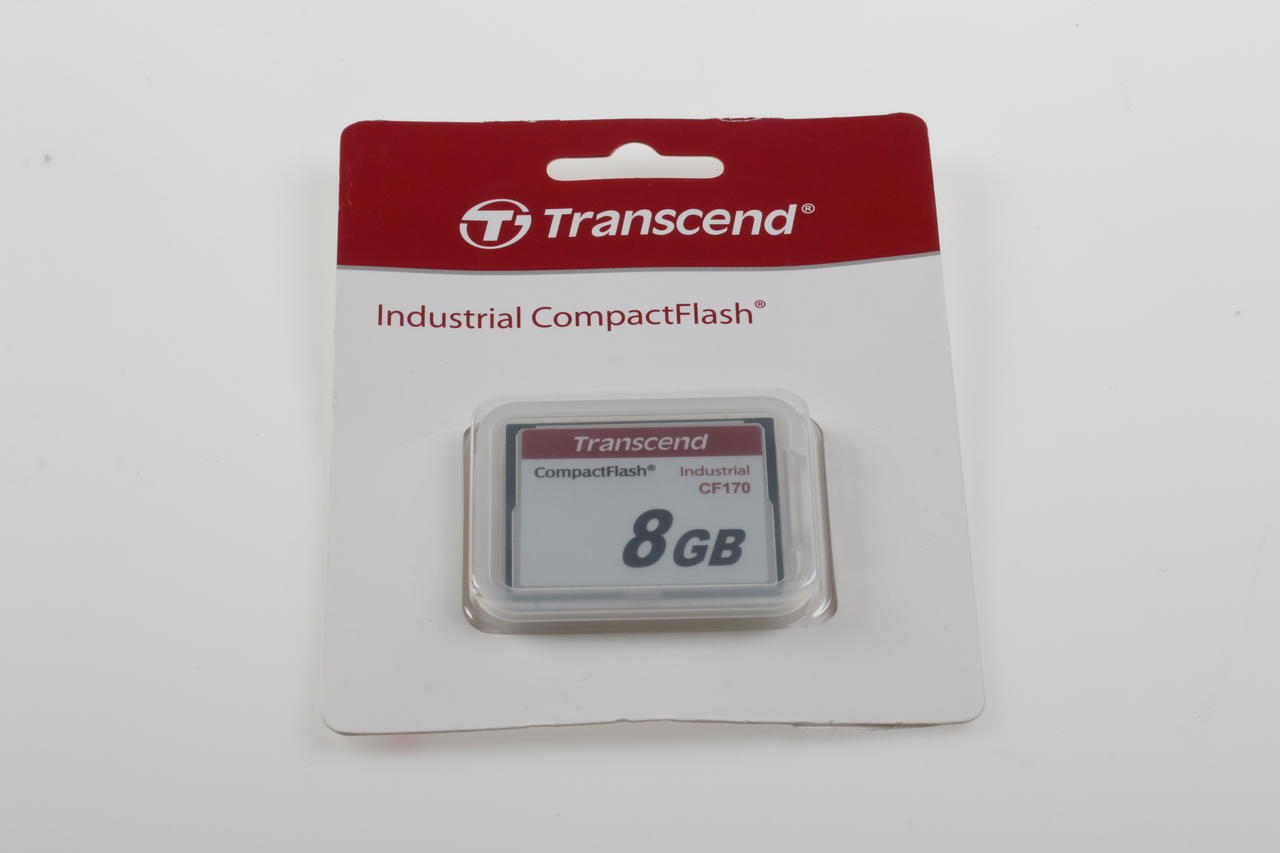 Transcend®
Industrial CompactFlash®
Transcend
CompactFlash® Industrial
CF170
8GB